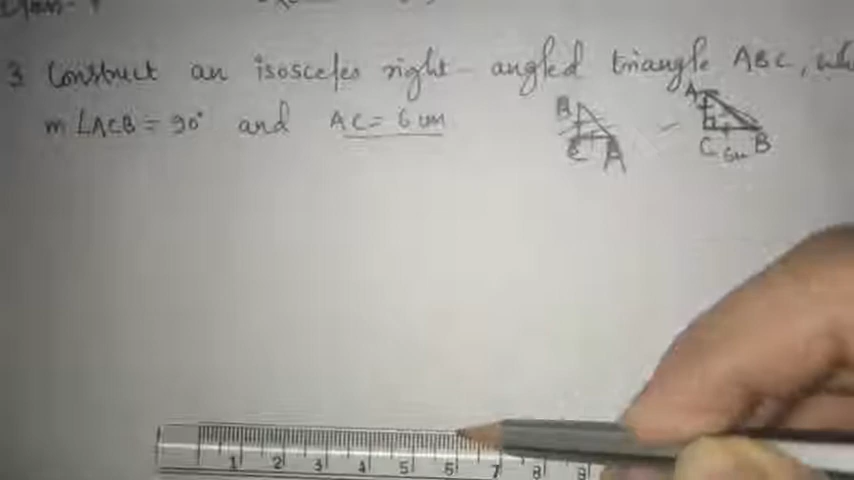 3 Construct an isosceles right-angled triangle ABC,
m∠ACB = 90° and AC = 6 cm
B
C A
A
C 6cm B
1 2 3 4 5 6 7 8 9